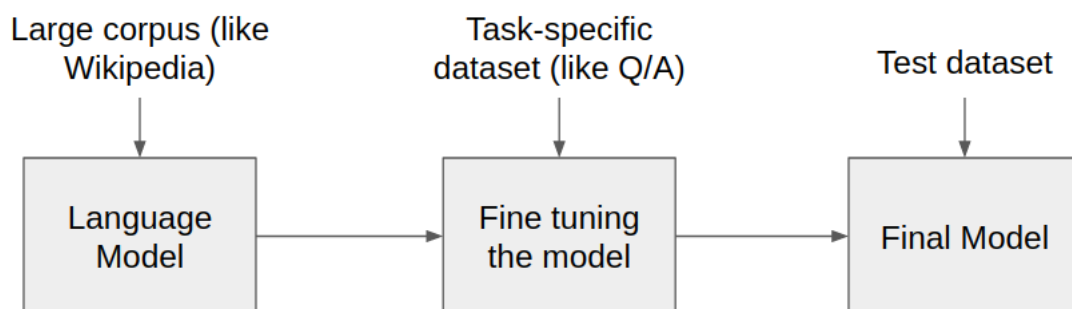 Large corpus (like
Wikipedia)
Task-specific
dataset (like Q/A)
Test dataset
Language
Model
Fine tuning
the model
Final Model